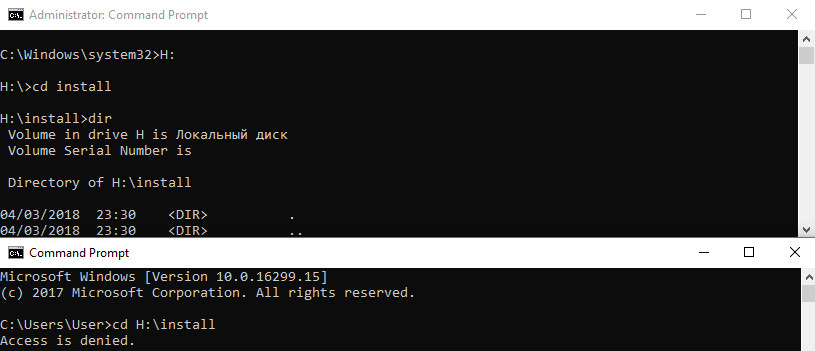 Administrator: Command Prompt
C:\Windows\system32>H:
H:\>cd install
H:\install>dir
Volume in drive H is Локальный диск
Volume Serial Number is
Directory of H:\install
04/03/2018 23:30 <DIR> .
04/03/2018 23:30 <DIR> ..
Command Prompt
Microsoft Windows [Version 10.0.16299.15]
(c) 2017 Microsoft Corporation. All rights reserved.
C:\Users\User>cd H:\install
Access is denied.